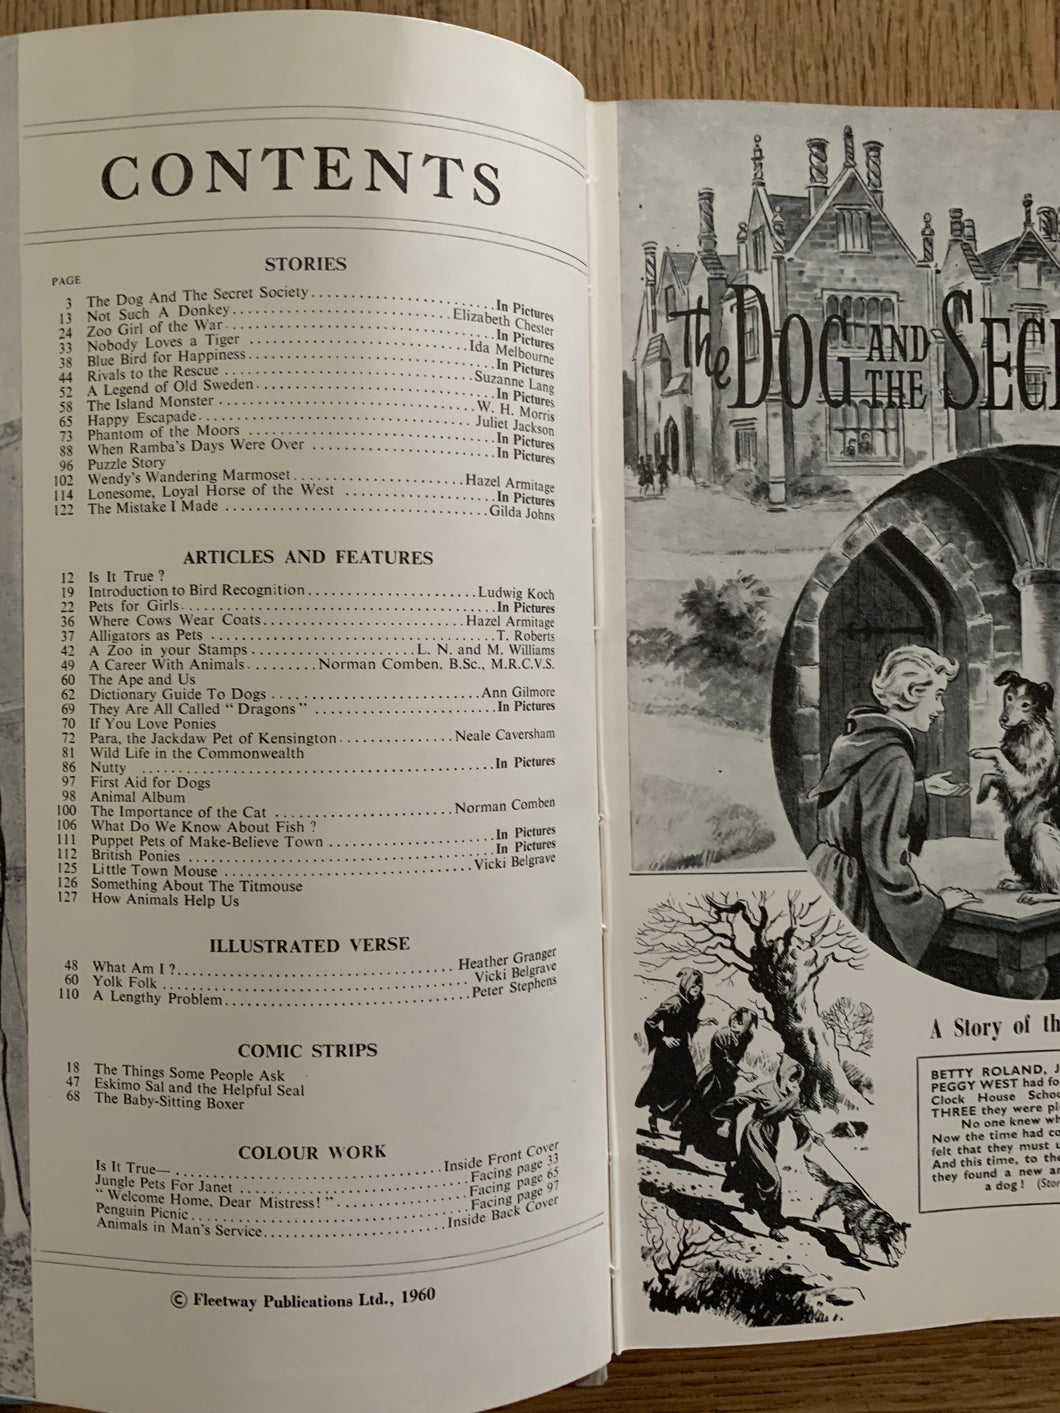 CONTENTS
STORIES
PAGE
3 The Dog And The Secret Society In Pictures
13 Not Such A Donkey Elizabeth Chester
24 Zoo Girl of the War In Pictures
33 Nobody Loves a Tiger Ida Melbourne
38 Blue Bird for Happiness In Pictures
44 Rivals to the Rescue Suzanne Lang
52 A Legend of Old Sweden In Pictures
58 The Island Monster W. H. Morris
65 Happy Escapade Juliet Jackson
73 Phantom of the Moors In Pictures
88 When Ramba's Days Were Over In Pictures
96 Puzzle Story
102 Wendy's Wandering Marmoset Hazel Armitage
114 Lonesome, Loyal Horse of the West In Pictures
122 The Mistake I Made Gilda Johns
ARTICLES AND FEATURES
12 Is It True ?
19 Introduction to Bird Recognition Ludwig Koch
22 Pets for Girls In Pictures
36 Where Cows Wear Coats Hazel Armitage
37 Alligators as Pets T. Roberts
42 A Zoo in your Stamps L. N. and M. Williams
49 A Career With Animals Norman Comben, B.Sc., M.R.C.V.S.
60 The Ape and Us
62 Dictionary Guide To Dogs Ann Gilmore
69 They Are All Called " Dragons " In Pictures
70 If You Love Ponies
72 Para, the Jackdaw Pet of Kensington Neale Caversham
81 Wild Life in the Commonwealth
86 Nutty In Pictures
97 First Aid for Dogs
98 Animal Album
100 The Importance of the Cat Norman Comben
106 What Do We Know About Fish ?
111 Puppet Pets of Make-Believe Town In Pictures
112 British Ponies In Pictures
125 Little Town Mouse Vicki Belgrave
126 Something About The Titmouse
127 How Animals Help Us
ILLUSTRATED VERSE
48 What Am I ? Heather Granger
60 Yolk Folk Vicki Belgrave
110 A Lengthy Problem Peter Stephens
COMIC STRIPS
18 The Things Some People Ask
47 Eskimo Sal and the Helpful Seal
68 The Baby-Sitting Boxer
COLOUR WORK
Is It True— Inside Front Cover
Jungle Pets For Janet Facing page 33
" Welcome Home, Dear Mistress! " Facing page 65
Penguin Picnic Facing page 97
Animals in Man's Service Inside Back Cover
© Fleetway Publications Ltd., 1960
the DOG AND THE SEC
A Story of th
BETTY ROLAND, J
PEGGY WEST had fo
Clock House Schoo
THREE they were pl
No one knew wh
Now the time had co
felt that they must u
And this time, to the
they found a new an
a dog! (Stor